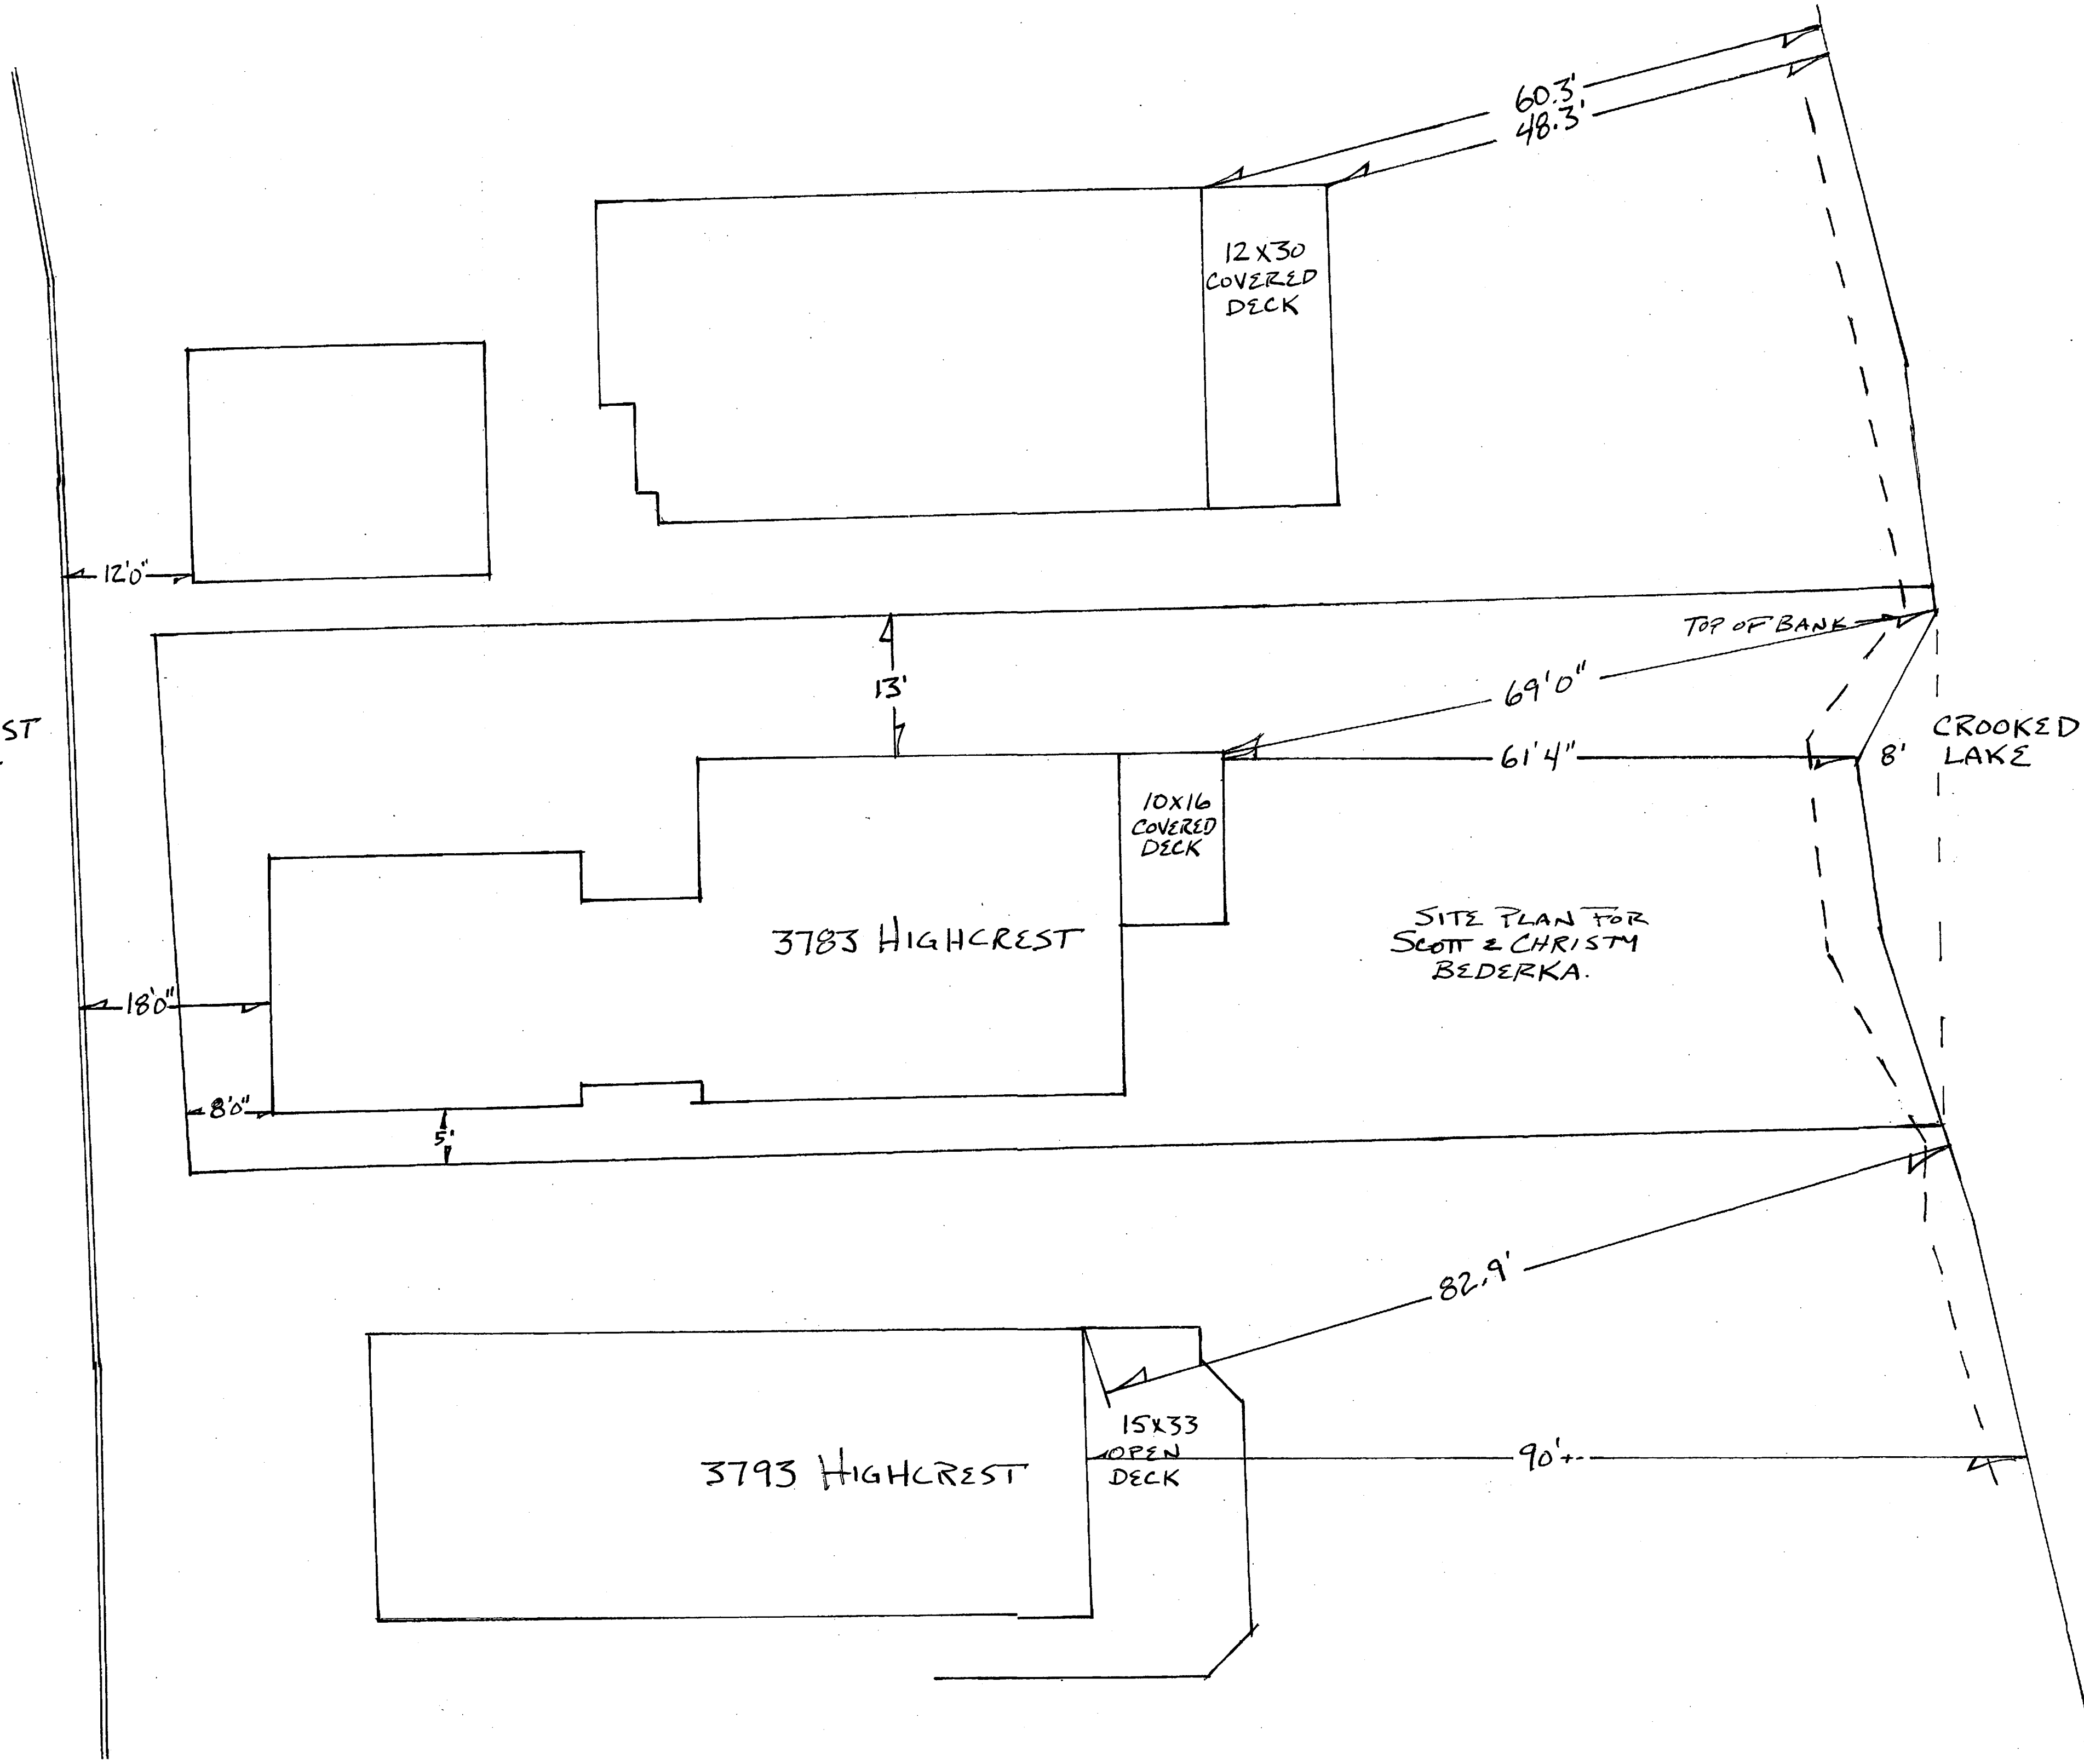 60.3'
48.3'
12X30
COVERED
DECK
12'0"
TOP OF BANK
13'
69'0"
ST
CROOKED
LAKE
61'4"
8'
10X16
COVERED
DECK
3783 HIGHCREST
SITE PLAN FOR
SCOTT & CHRISTY
BEDERKA.
18'0"
8'0"
5'
82.9'
15X33
OPEN
DECK
3793 HIGHCREST
90'+-